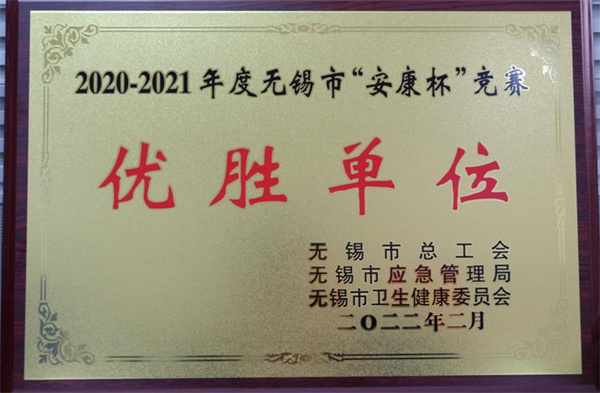 2020-2021年度无锡市“安康杯”竞赛
优胜单位
无锡市总工会
无锡市应急管理局
无锡市卫生健康委员会
二〇二二年二月